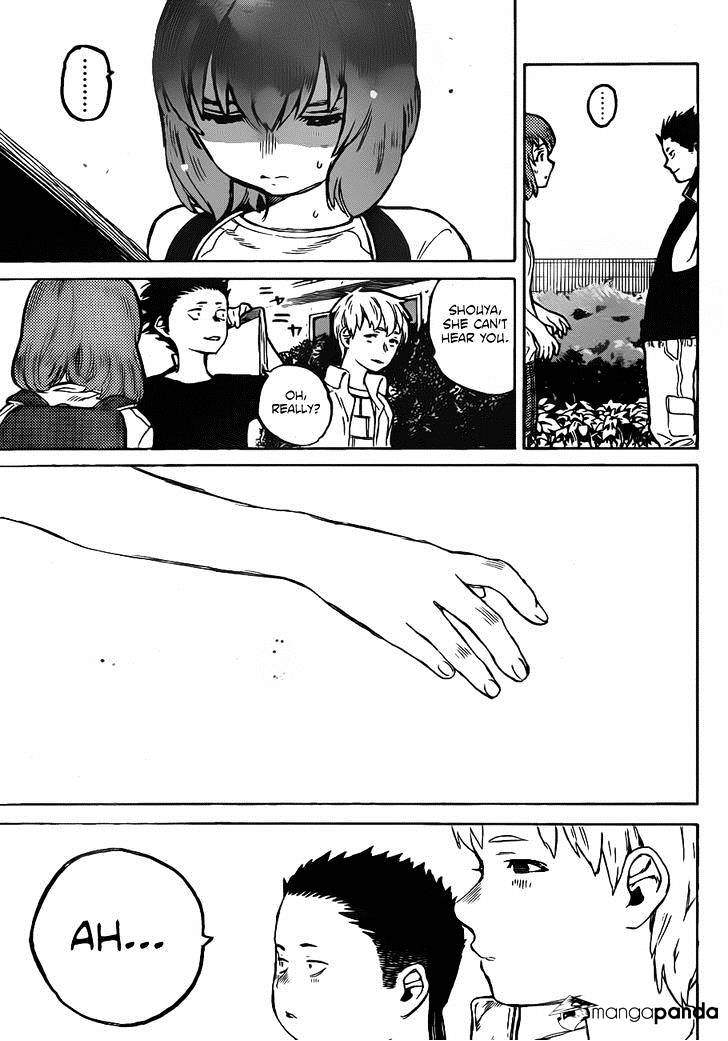 ........
........
SHOUYA,
SHE CAN'T
HEAR YOU.
OH,
REALLY?
AH...
mangapanda